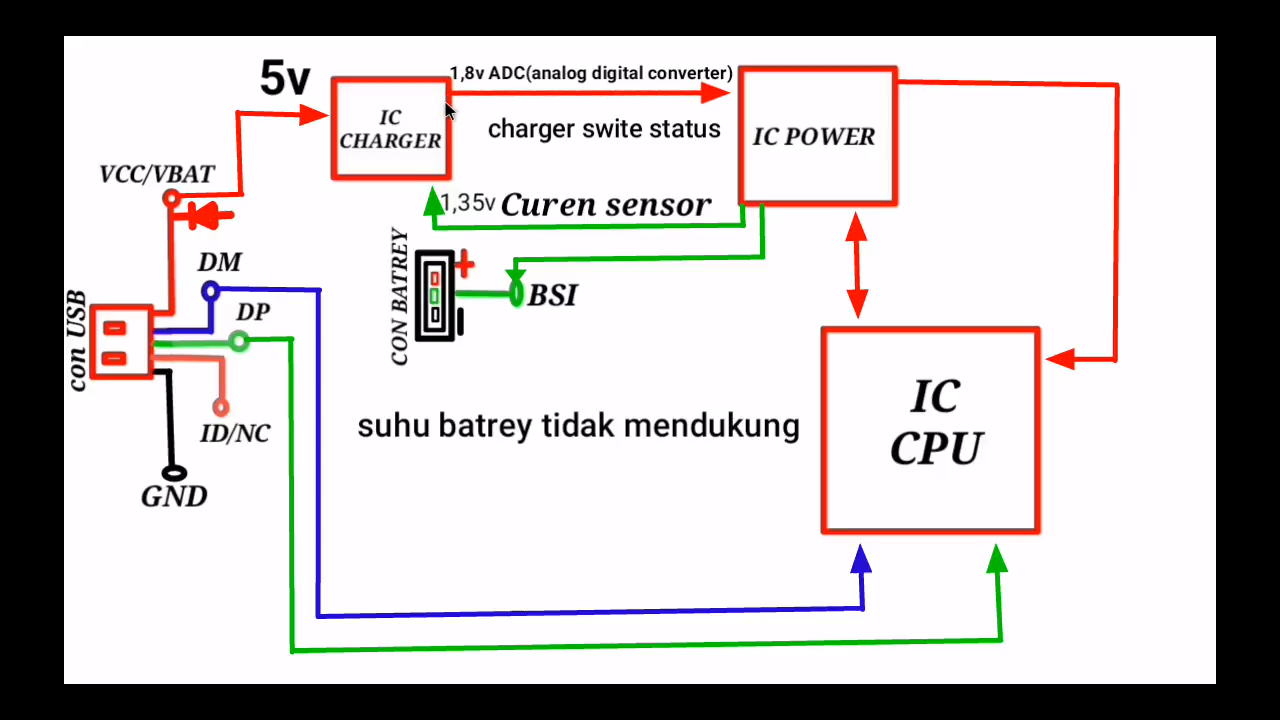 5v
1,8v ADC(analog digital converter)
IC
CHARGER
charger swite status
IC POWER
VCC/VBAT
1,35v Curen sensor
CON BATREY
BSI
DM
DP
con USB
ID/NC
GND
suhu batrey tidak mendukung
IC
CPU